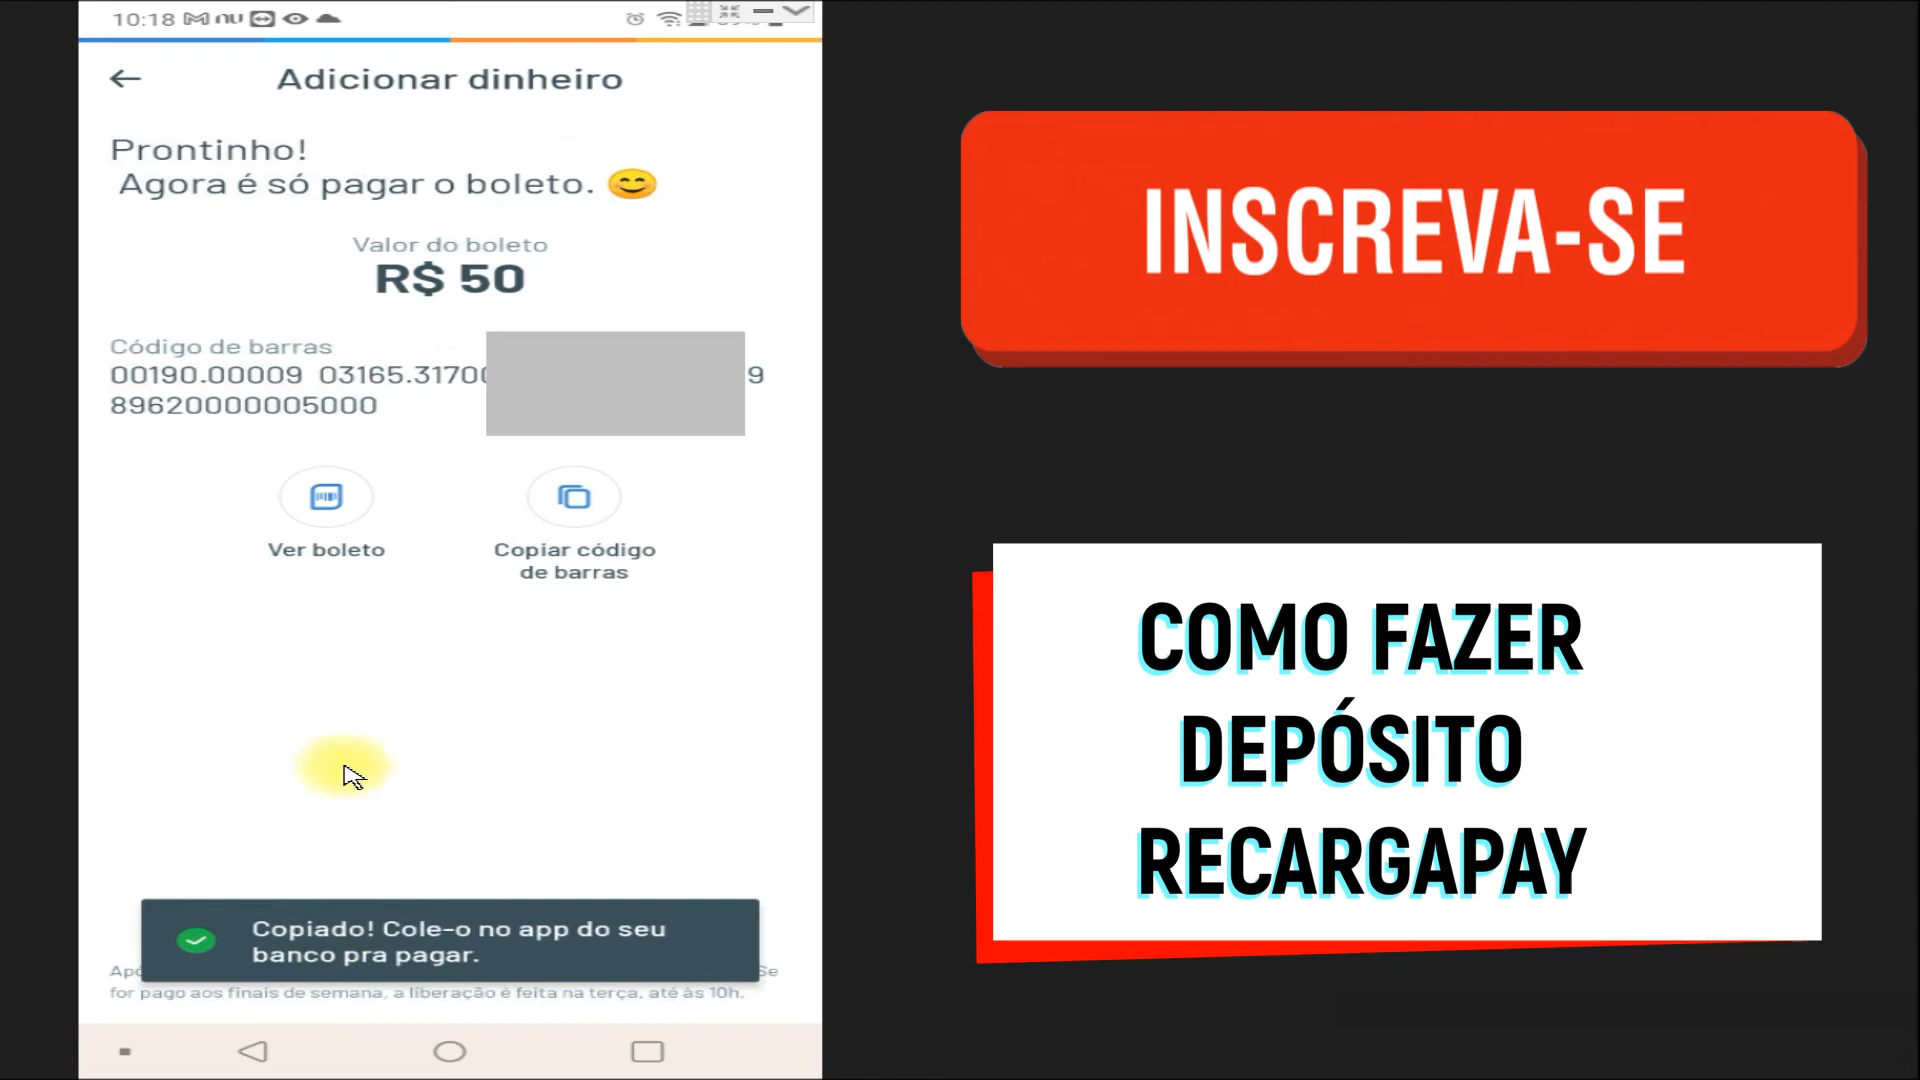 10:18
Adicionar dinheiro
Prontinho!
Agora é só pagar o boleto.
Valor do boleto
R$ 50
Código de barras
00190.00009 03165.3170 9
89620000005000
Ver boleto
Copiar código
de barras
Copiado! Cole-o no app do seu
banco pra pagar.
Se
for pago aos finais de semana, a liberação é feita na terça, até às 10h.
INSCREVA-SE
COMO FAZER
DEPÓSITO
RECARGAPAY